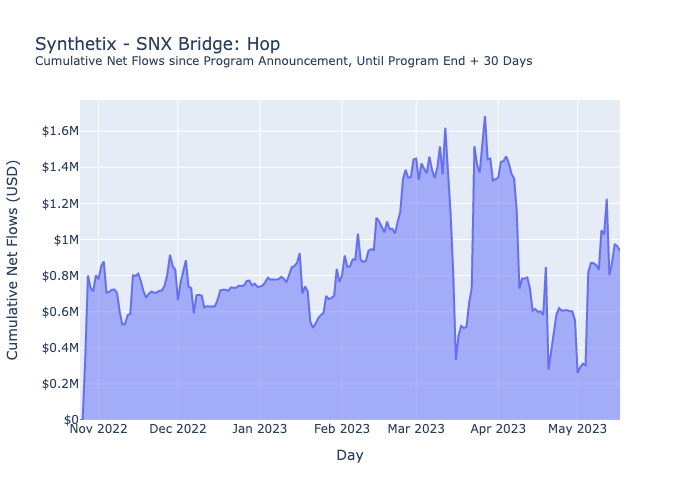 Synthetix - SNX Bridge: Hop
Cumulative Net Flows since Program Announcement, Until Program End + 30 Days
Cumulative Net Flows (USD)
$1.6M
$1.4M
$1.2M
$1M
$0.8M
$0.6M
$0.4M
$0.2M
$0
Nov 2022 Dec 2022 Jan 2023 Feb 2023 Mar 2023 Apr 2023 May 2023
Day